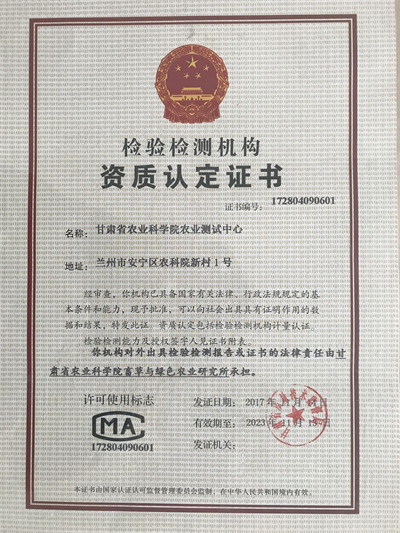 检验检测机构
资质认定证书
证书编号：172804090601
名称：甘肃省农业科学院农业测试中心
地址：兰州市安宁区农科院新村1号
经审查，你机构已具备国家有关法律、行政法规规定的基
本条件和能力，现予批准，可以向社会出具具有证明作用的数
据和结果，特发此证。资质认定包括检验检测机构计量认证。
检验检测能力及授权签字人见证书附表。
你机构对外出具检验检测报告或证书的法律责任由甘
肃省农业科学院畜草与绿色农业研究所承担。
许可使用标志
MA
172804090601
发证日期：2017年11月
有效期至：2023年11月
发证机关：
本证书由国家认证认可监督管理委员会监制，在中华人民共和国境内有效。